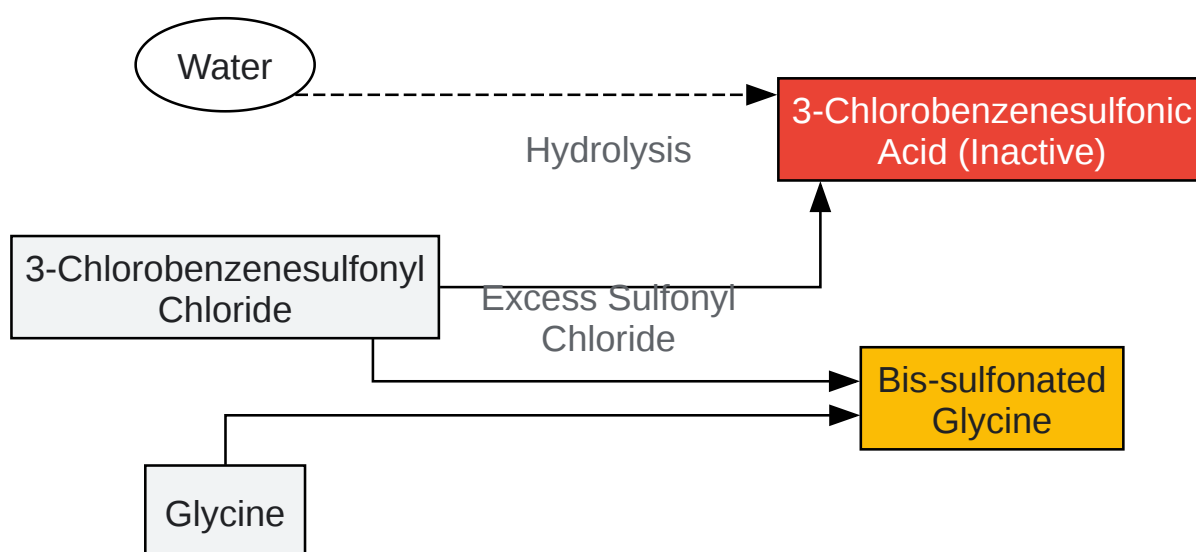 Water
3-Chlorobenzenesulfonic
Acid (Inactive)
Hydrolysis
3-Chlorobenzenesulfonyl
Chloride
Excess Sulfonyl
Chloride
Bis-sulfonated
Glycine
Glycine